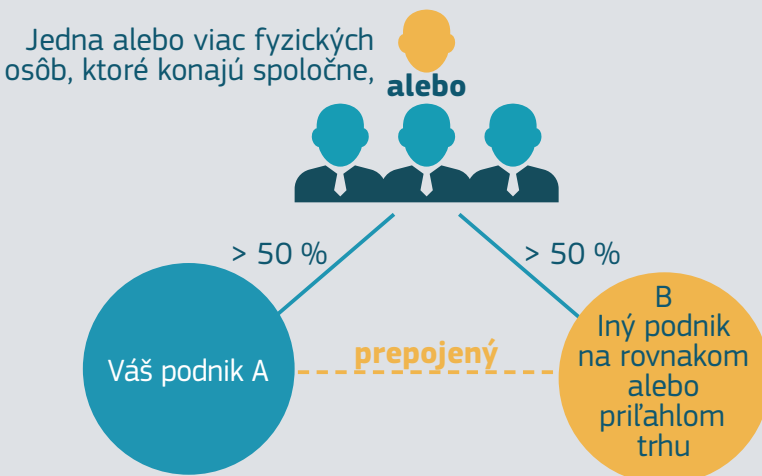 Jedna alebo viac fyzických
osôb, ktoré konajú spoločne,
alebo
> 50 %
> 50 %
Váš podnik A
prepojený
B
Iný podnik
na rovnakom
alebo
priľahlom
trhu